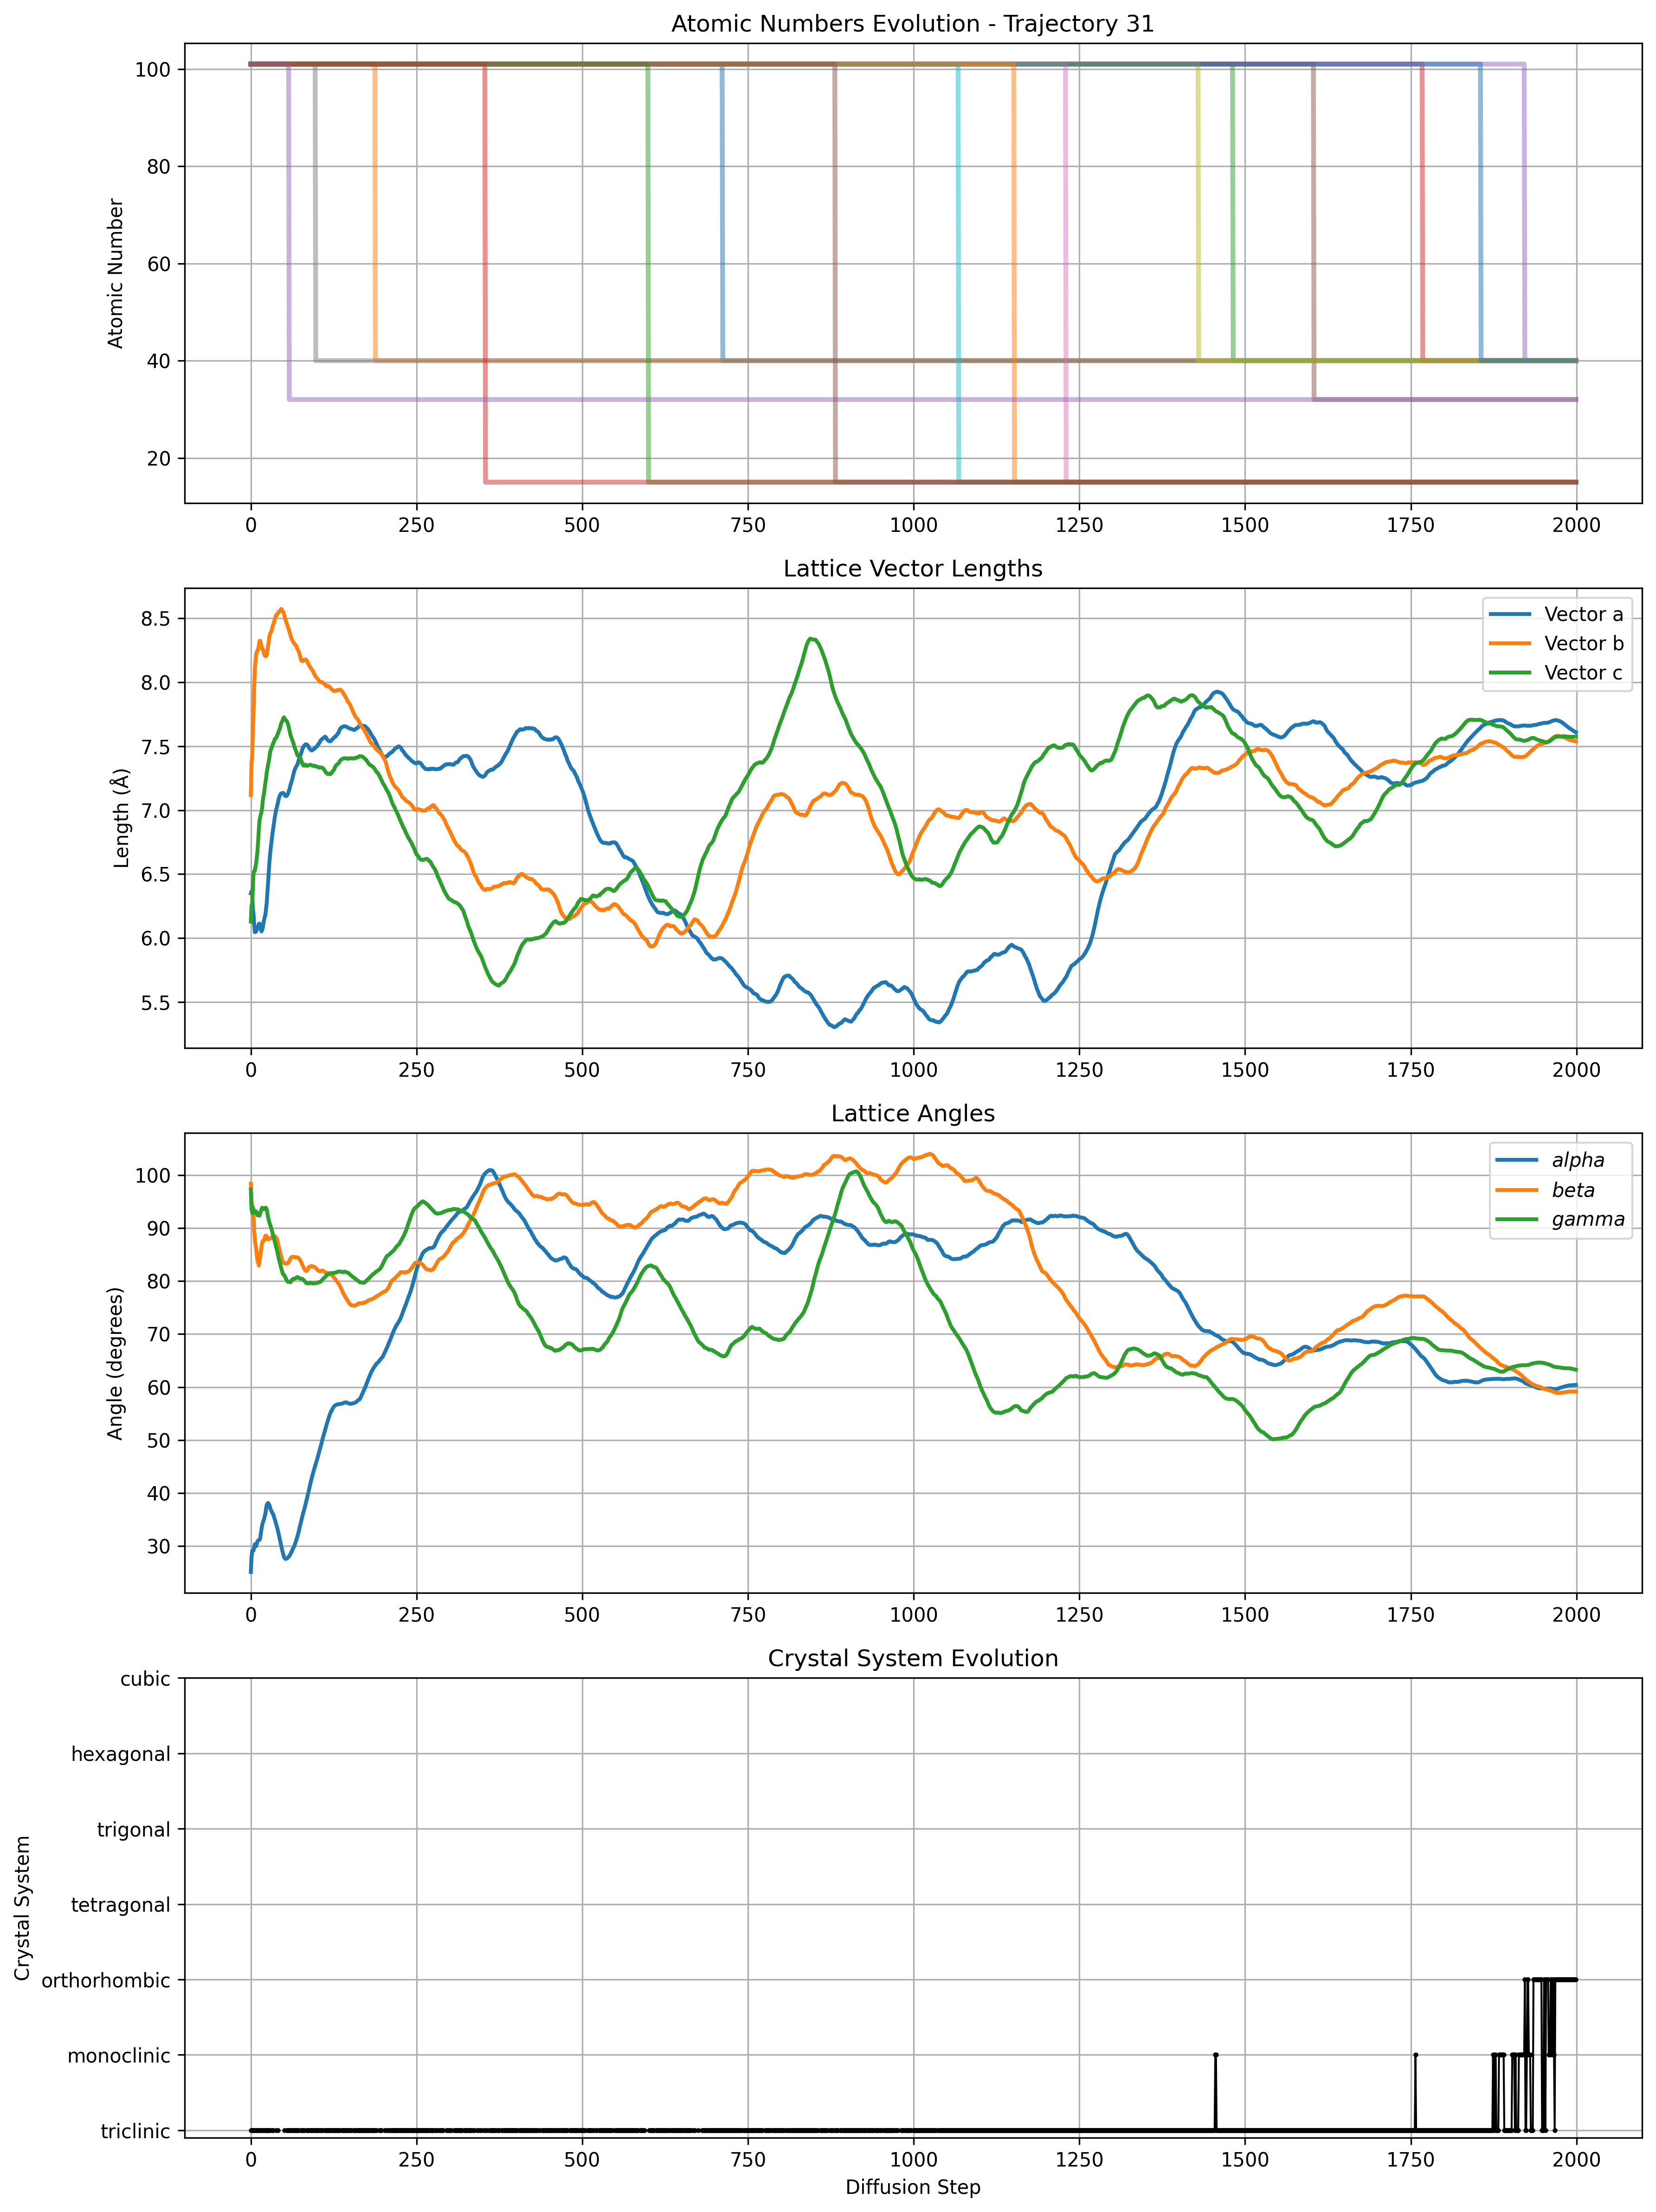 Atomic Numbers Evolution - Trajectory 31
Atomic Number
100
80
60
40
20
0 250 500 750 1000 1250 1500 1750 2000
Lattice Vector Lengths
Length (Å)
8.5
8.0
7.5
7.0
6.5
6.0
5.5
Vector a
Vector b
Vector c
0 250 500 750 1000 1250 1500 1750 2000
Lattice Angles
Angle (degrees)
100
90
80
70
60
50
40
30
alpha
beta
gamma
0 250 500 750 1000 1250 1500 1750 2000
Crystal System Evolution
Crystal System
cubic
hexagonal
trigonal
tetragonal
orthorhombic
monoclinic
triclinic
0 250 500 750 1000 1250 1500 1750 2000
Diffusion Step